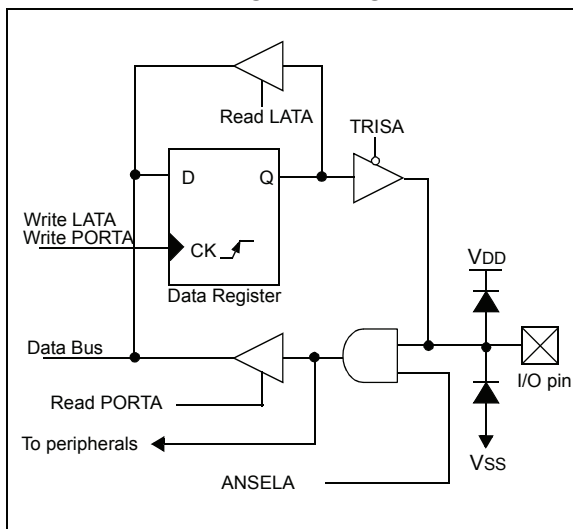 Read LATA
TRISA
D
Q
Write LATA
Write PORTA
CK
Data Register
VDD
Data Bus
I/O pin
Read PORTA
To peripherals
VSS
ANSELA